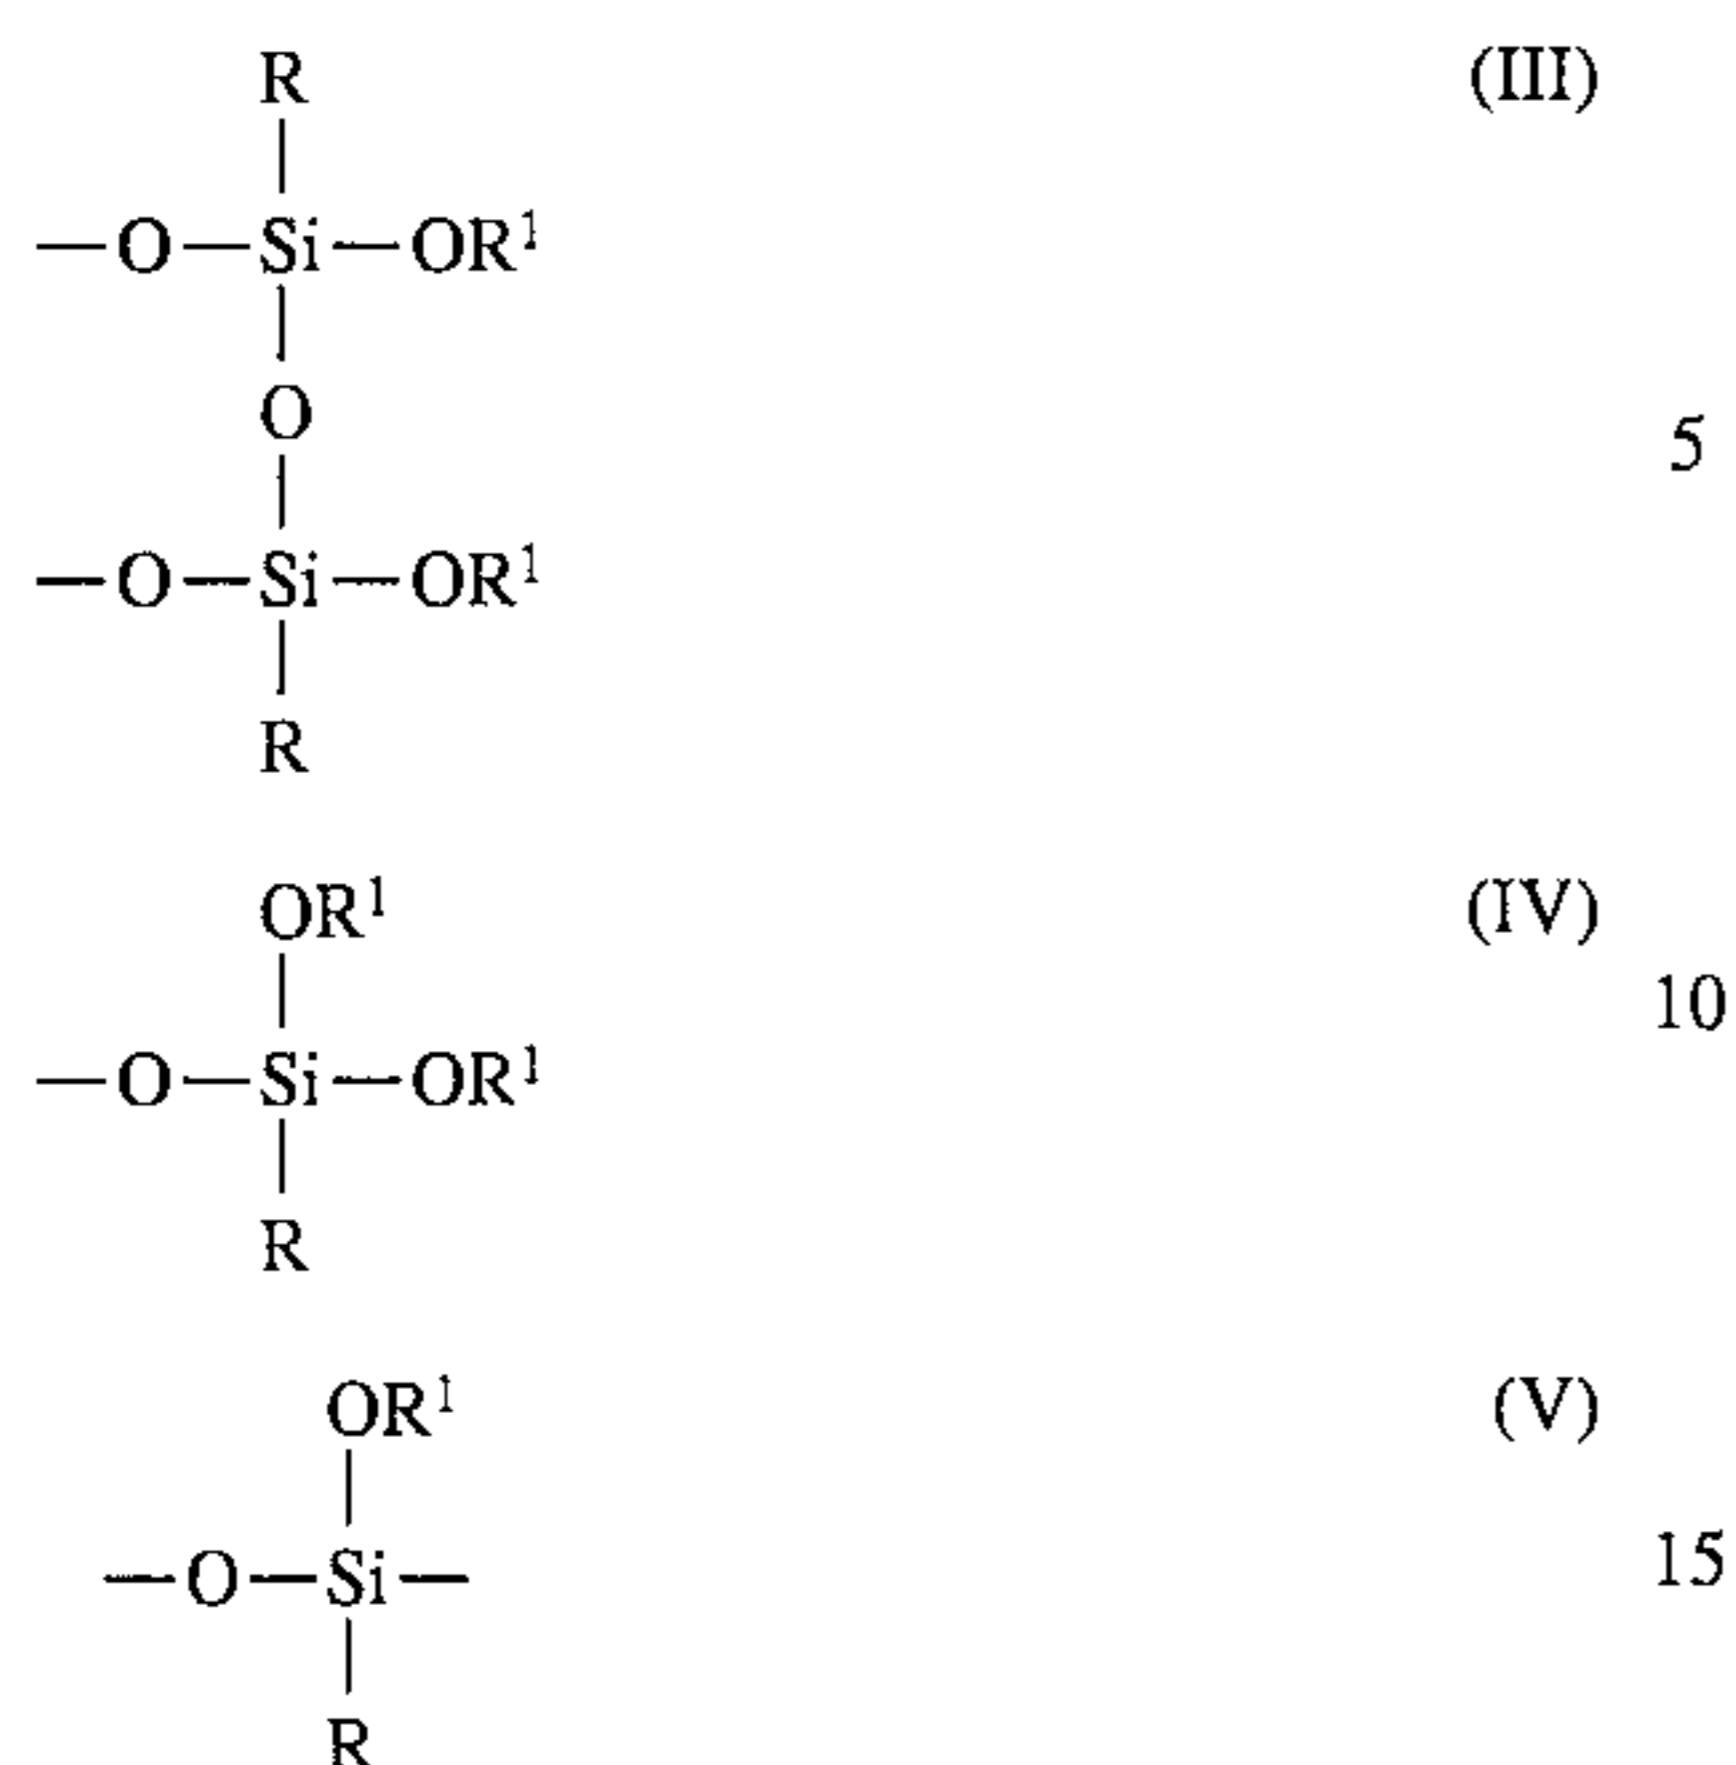 R (III)
—O—Si—OR¹
O 5
—O—Si—OR¹
R
OR¹ (IV)
10
—O—Si—OR¹
R
OR¹ (V)
—O—Si— 15
R